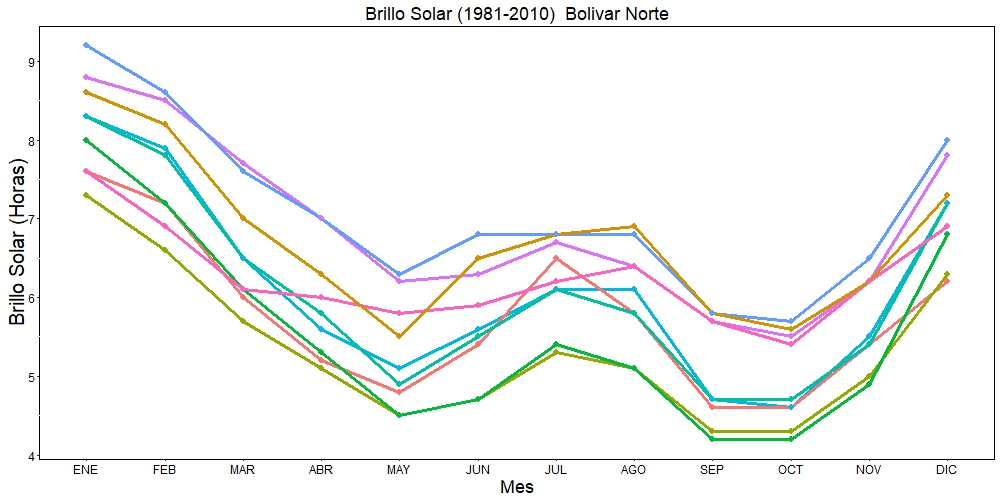 Brillo Solar (1981-2010)  Bolivar Norte
Brillo Solar (Horas)
9
8
7
6
5
4
ENE FEB MAR ABR MAY JUN JUL AGO SEP OCT NOV DIC
Mes